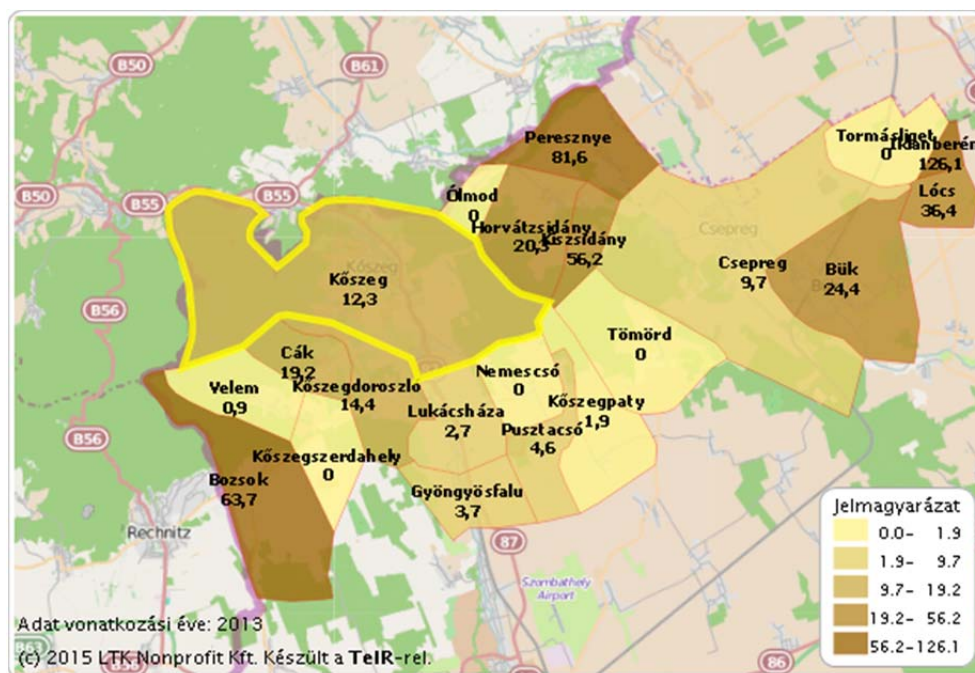 B50
B61
B50
B55
B55
B56
B56
Peresznye
81,6
Tormásliget
0
126,1
Lócs
36,4
Ólmod
0
Horvátzsidány
20,3
Kiszsidány
56,2
Csepreg
Csepreg
9,7
Bük
24,4
Kőszeg
Kőszeg
12,3
Tömörd
0
Cák
19,2
Velem
0,9
Kőszegdoroszló
14,4
Nemescsó
0
Lukácsháza
2,7
Kőszegpaty
1,9
Pusztacsó
4,6
Kőszegszerdahely
0
Bozsok
63,7
Gyöngyösfalu
3,7
Rechnitz
87
Szombathely
Airport
86
Jelmagyarázat
0.0- 1.9
1.9- 9.7
9.7- 19.2
19.2- 56.2
56.2-126.1
Adat vonatkozási éve: 2013
(c) 2015 LTK Nonprofit Kft. Készült a TeIR-rel.